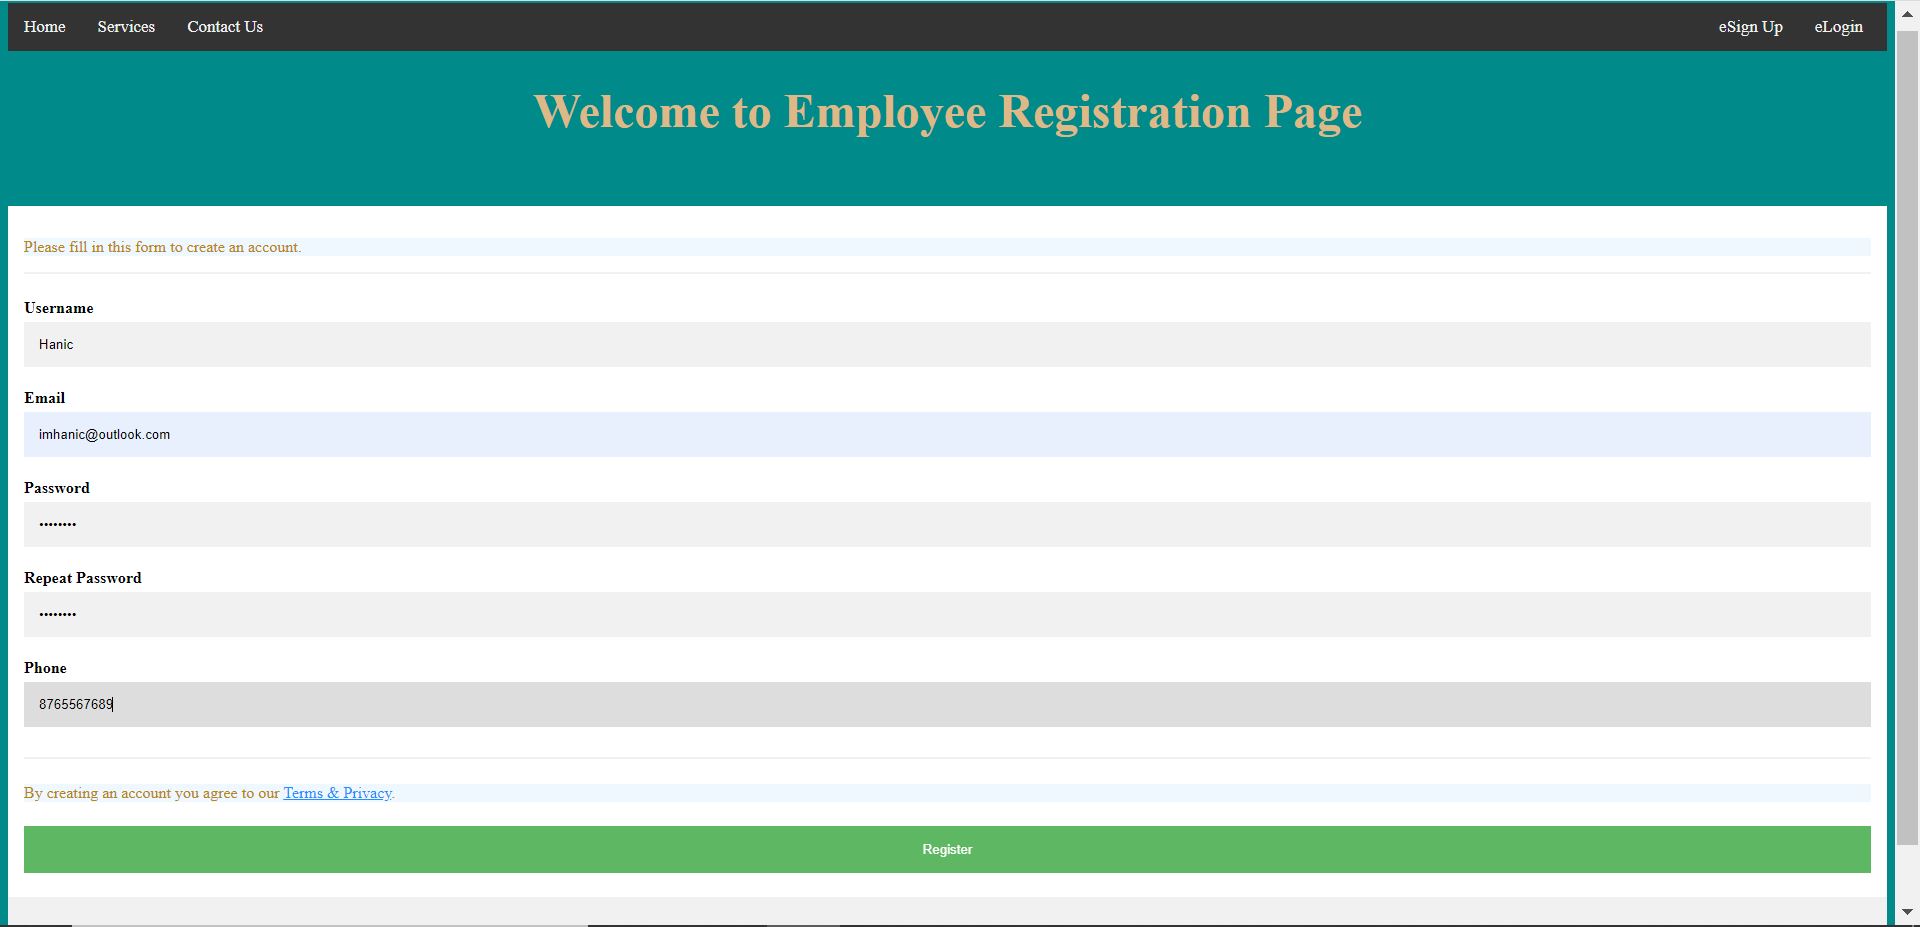 Home Services Contact Us eSign Up eLogin
Welcome to Employee Registration Page
Please fill in this form to create an account.
Username
Hanic
Email
imhanic@outlook.com
Password
••••••••
Repeat Password
••••••••
Phone
8765567689
By creating an account you agree to our Terms & Privacy.
Register